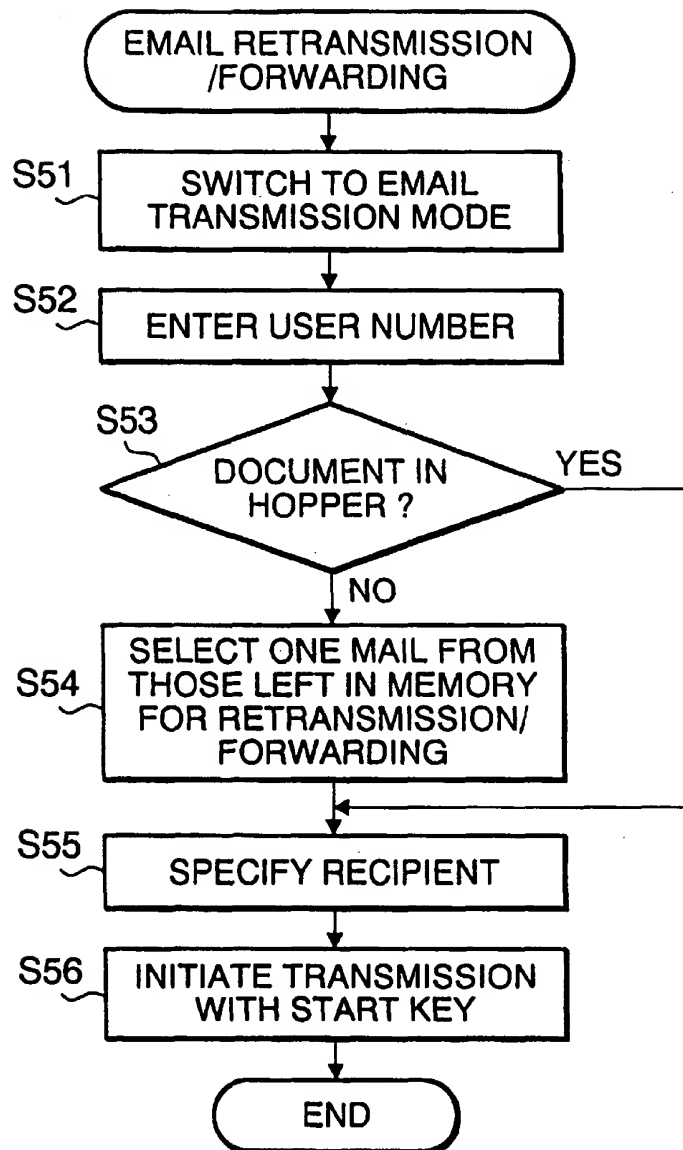 EMAIL RETRANSMISSION
/FORWARDING
S51
SWITCH TO EMAIL
TRANSMISSION MODE
S52
ENTER USER NUMBER
S53
DOCUMENT IN
HOPPER ?
YES
NO
S54
SELECT ONE MAIL FROM
THOSE LEFT IN MEMORY
FOR RETRANSMISSION/
FORWARDING
S55
SPECIFY RECIPIENT
S56
INITIATE TRANSMISSION
WITH START KEY
END